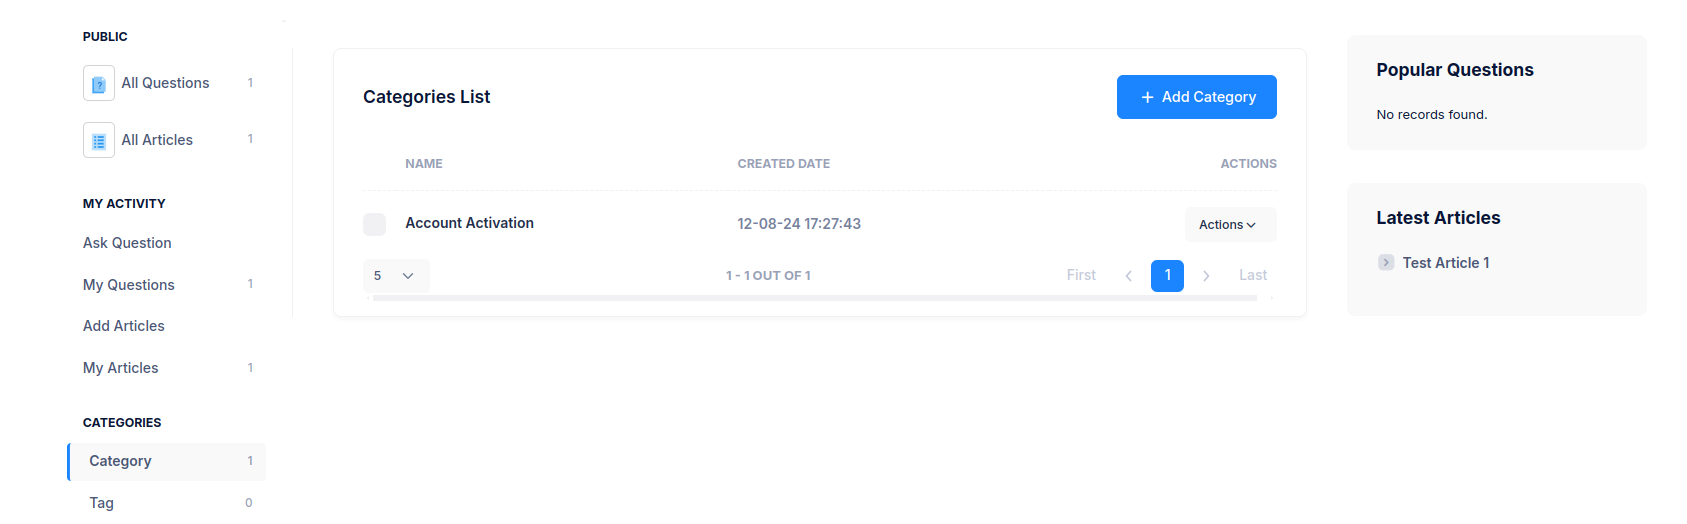 PUBLIC
All Questions 1
All Articles 1
MY ACTIVITY
Ask Question
My Questions 1
Add Articles
My Articles 1
CATEGORIES
Category 1
Tag 0
Categories List
+ Add Category
NAME CREATED DATE ACTIONS
Account Activation 12-08-24 17:27:43 Actions
5 1 - 1 OUT OF 1 First 1 Last
Popular Questions
No records found.
Latest Articles
Test Article 1